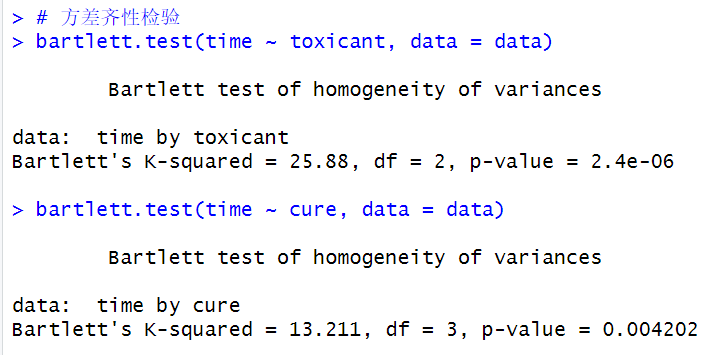 > # 方差齐性检验
> bartlett.test(time ~ toxicant, data = data)
Bartlett test of homogeneity of variances
data:  time by toxicant
Bartlett's K-squared = 25.88, df = 2, p-value = 2.4e-06
> bartlett.test(time ~ cure, data = data)
Bartlett test of homogeneity of variances
data:  time by cure
Bartlett's K-squared = 13.211, df = 3, p-value = 0.004202